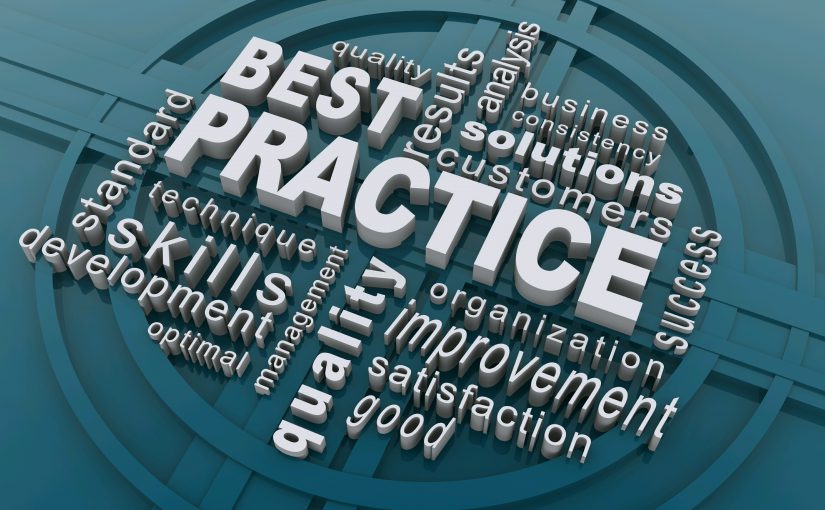 BEST
PRACTICE
quality
results
analysis
business
consistency
solutions
customers
standard
technique
skills
development
optimal
management
quality
organization
improvement
satisfaction
good
success